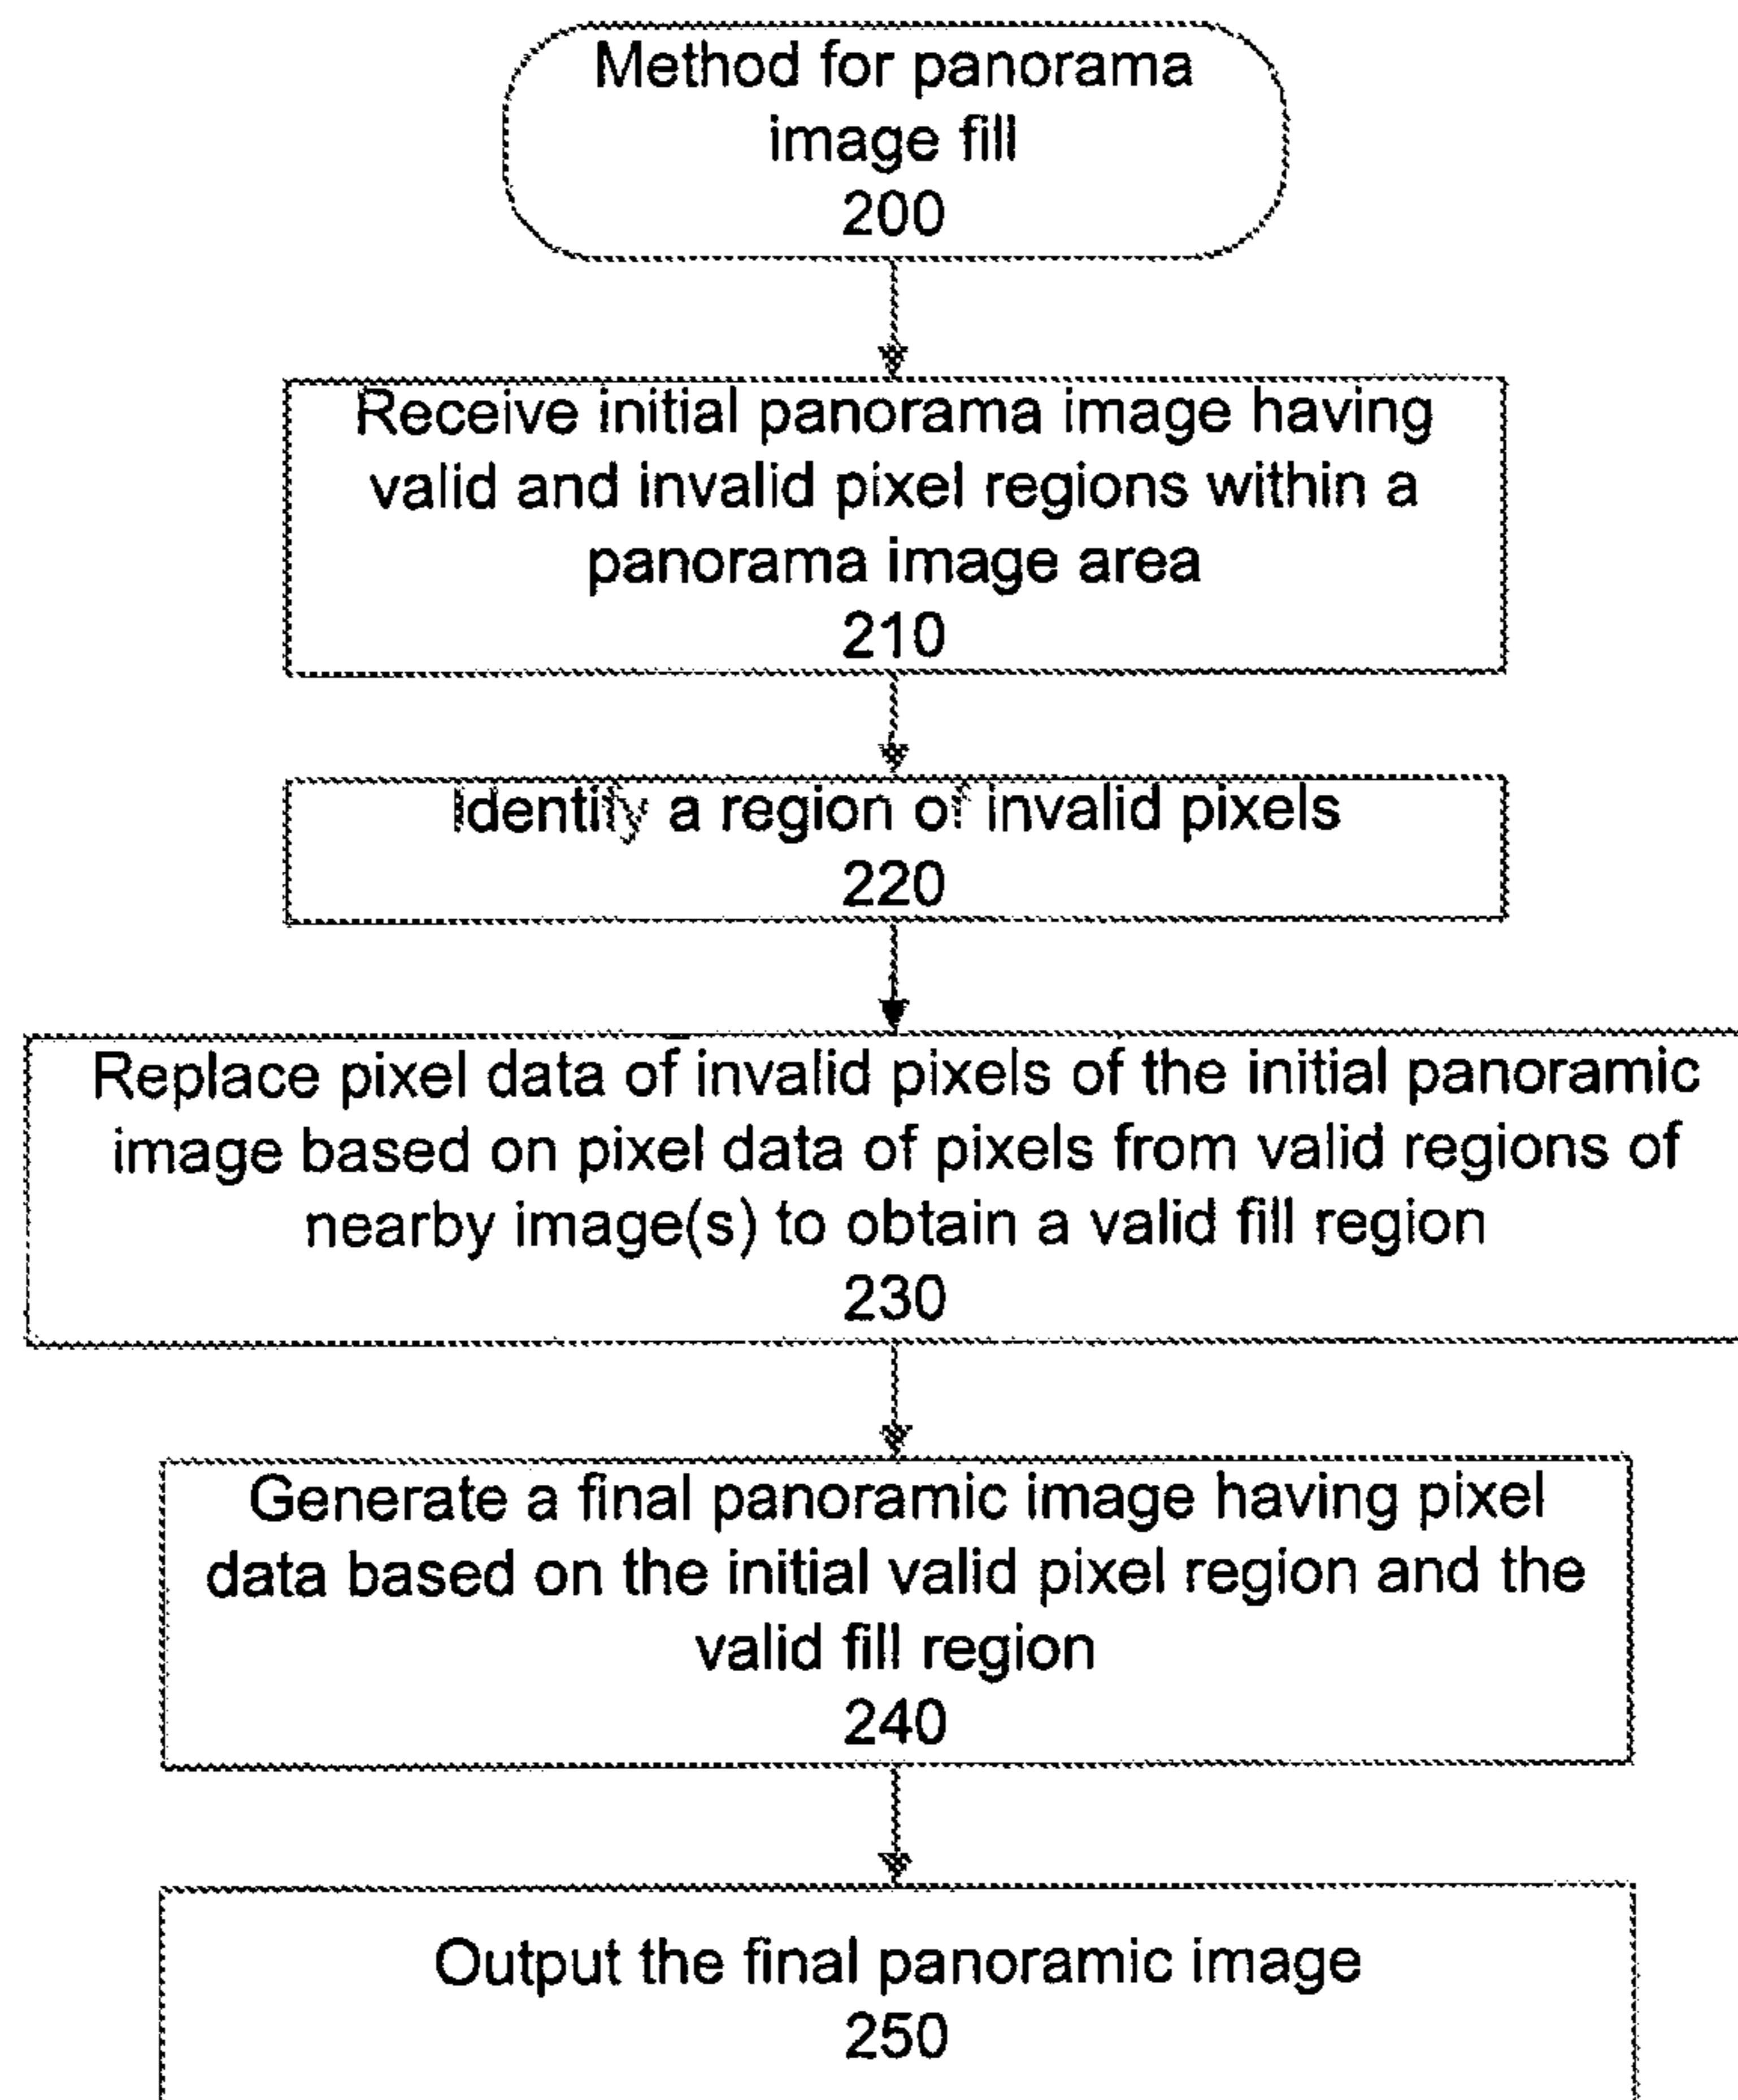 Method for panorama
image fill
200
Receive initial panorama image having
valid and invalid pixel regions within a
panorama image area
210
Identify a region of invalid pixels
220
Replace pixel data of invalid pixels of the initial panoramic
image based on pixel data of pixels from valid regions of
nearby image(s) to obtain a valid fill region
230
Generate a final panoramic image having pixel
data based on the initial valid pixel region and the
valid fill region
240
Output the final panoramic image
250